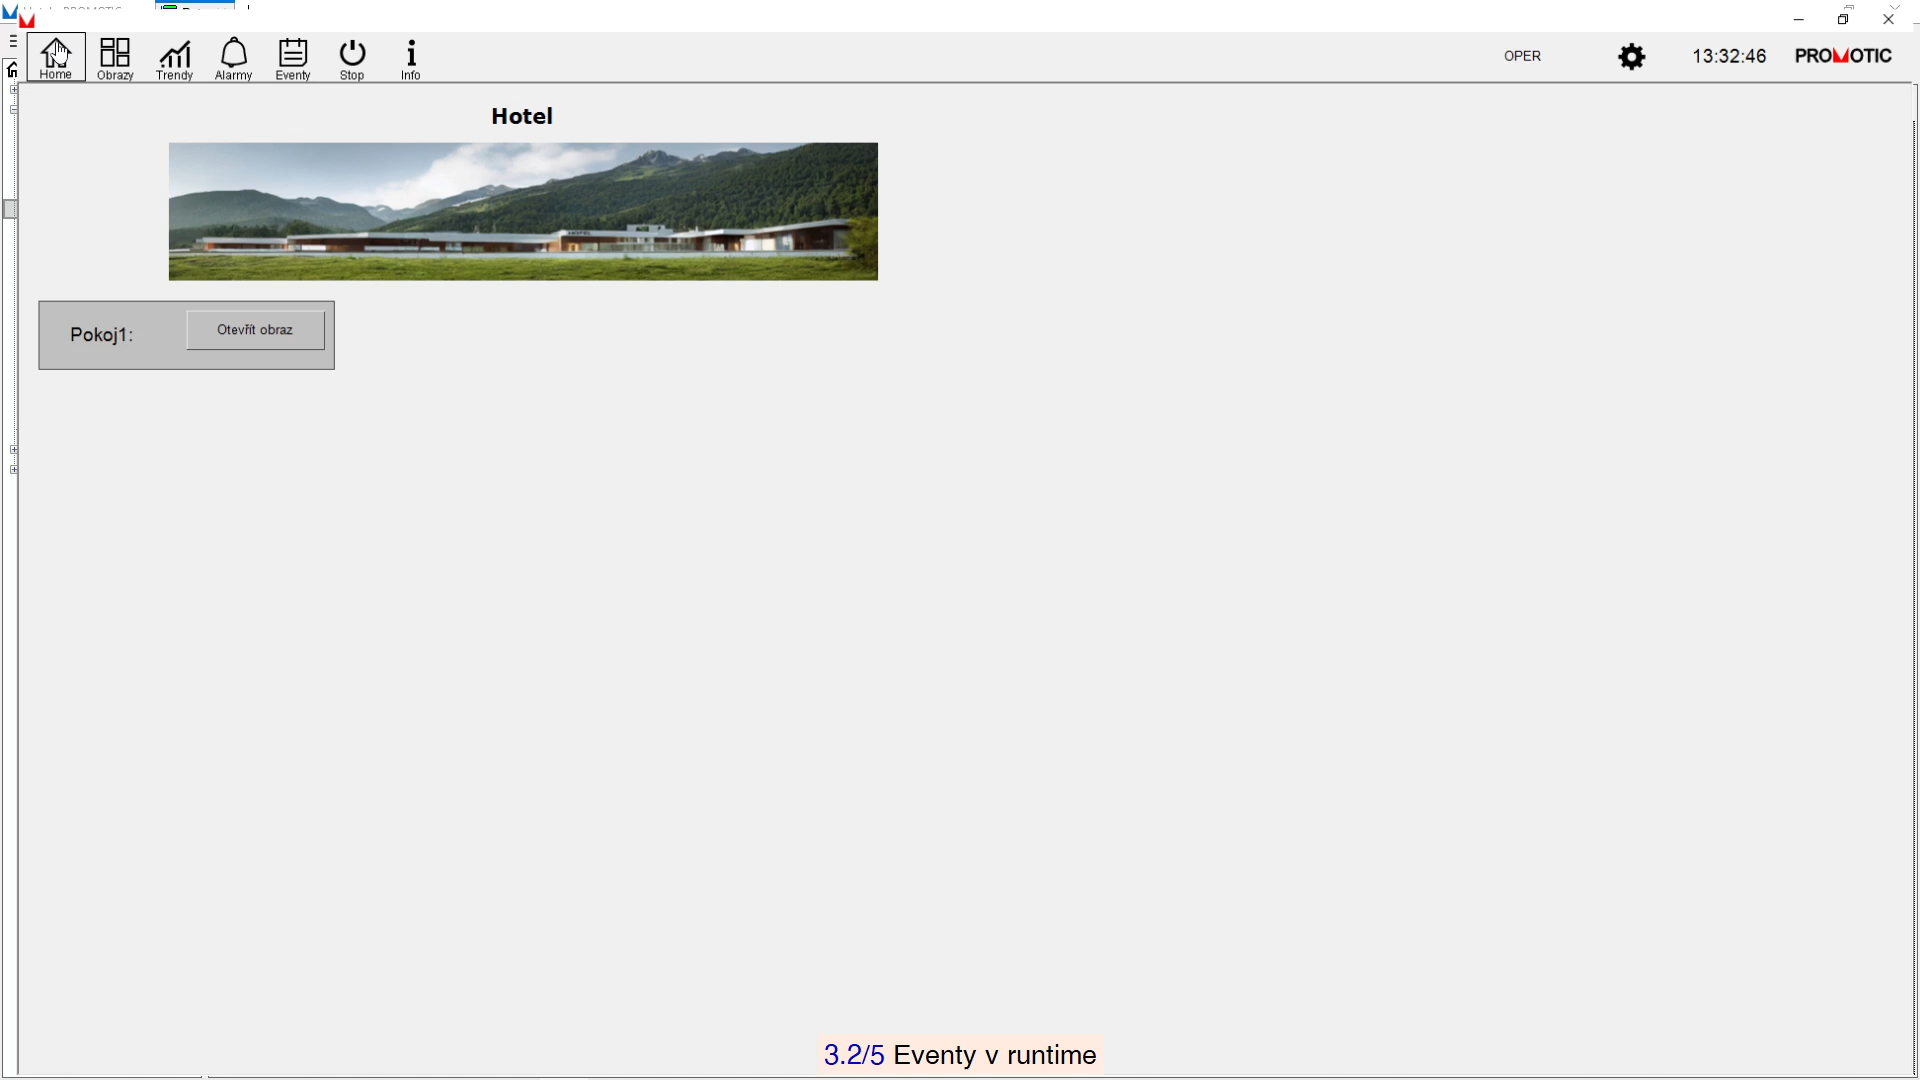 Home
Obrazy
Trendy
Alarmy
Eventy
Stop
Info
OPER
13:32:46
PROMOTIC
Hotel
Pokoj1:
Otevřít obraz
3.2/5 Eventy v runtime